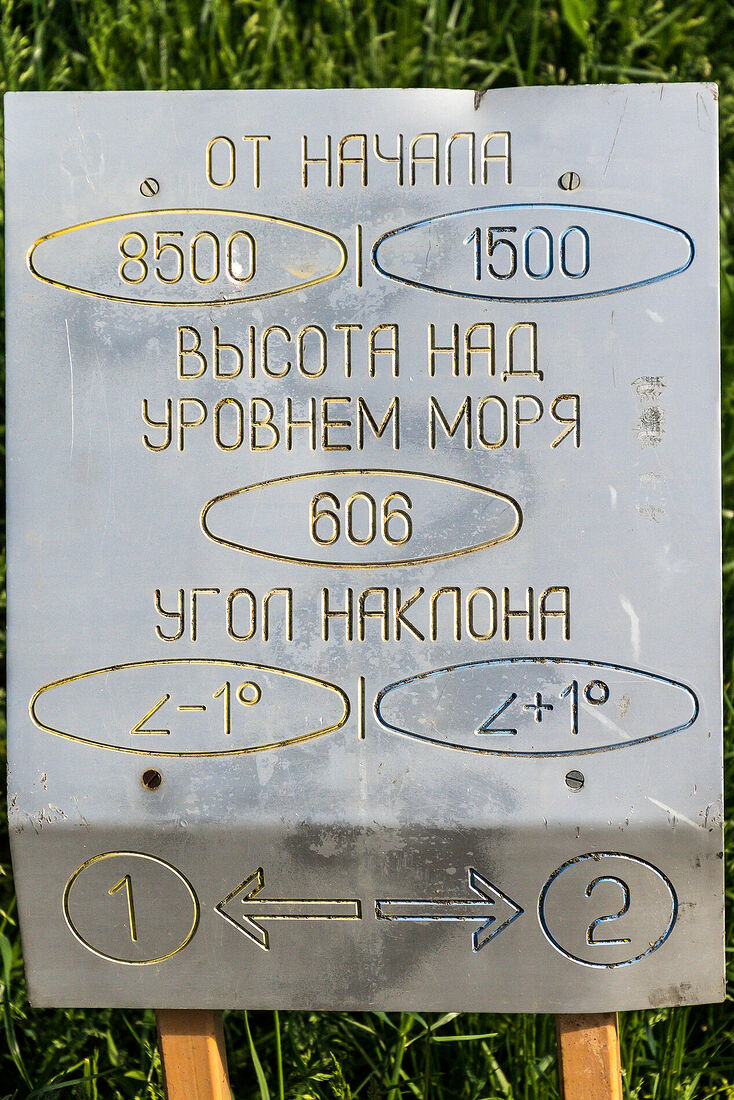 ОТ НАЧАЛА
8500 | 1500
ВЫСОТА НАД
УРОВНЕМ МОРЯ
606
УГОЛ НАКЛОНА
∠-1° | ∠+1°
1 ← → 2